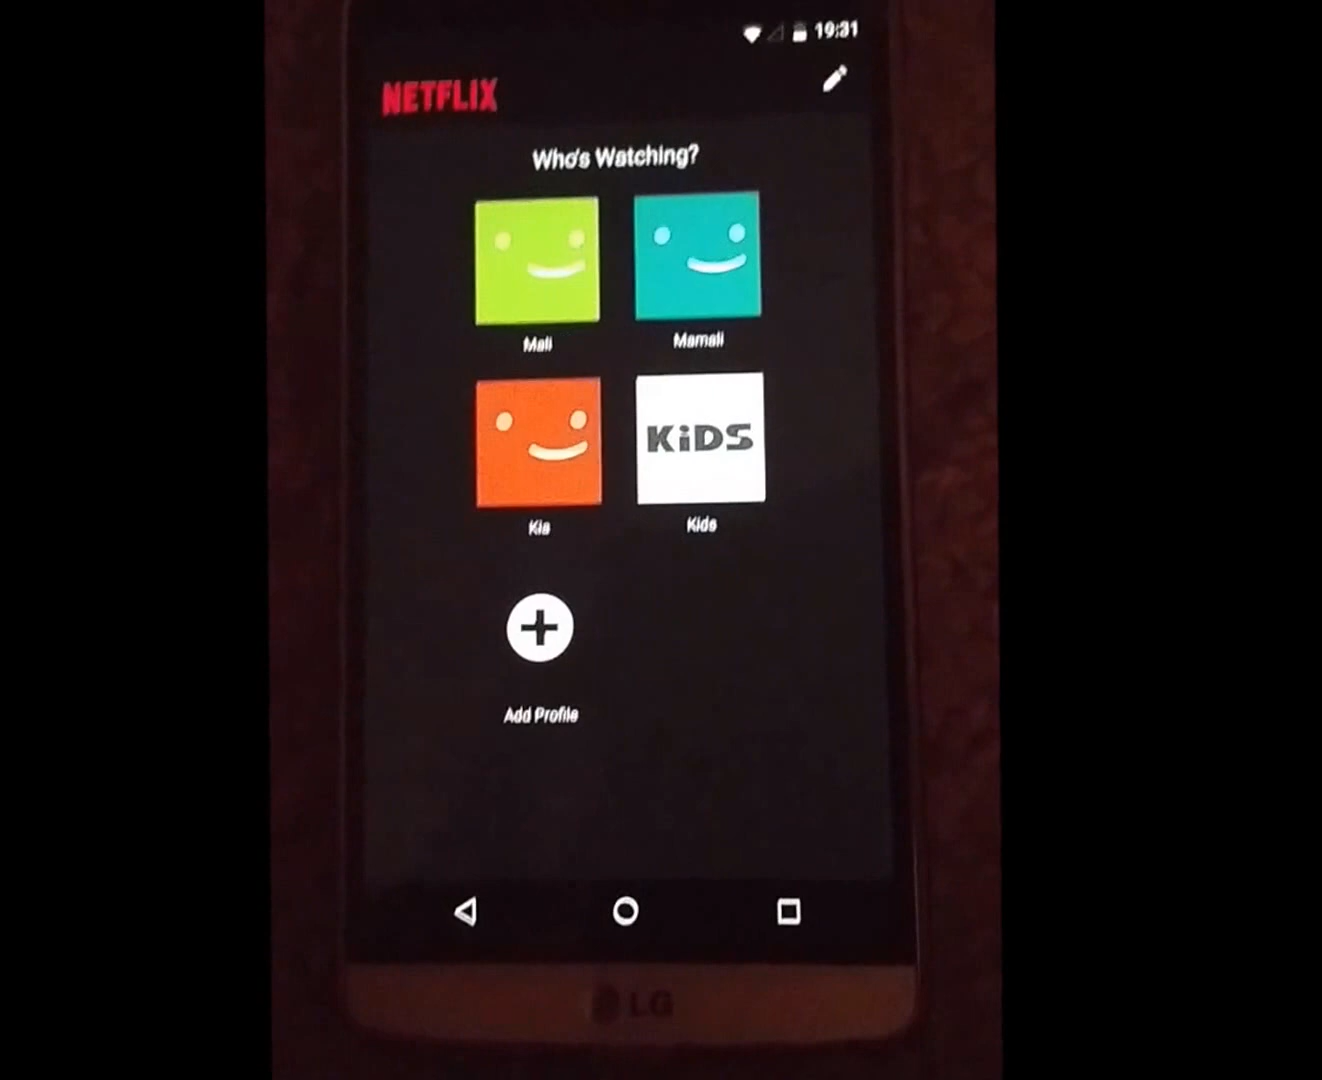 19:31
NETFLIX
Who's Watching?
Mali
Mamali
Kia
KiDS
Kids
Add Profile
LG